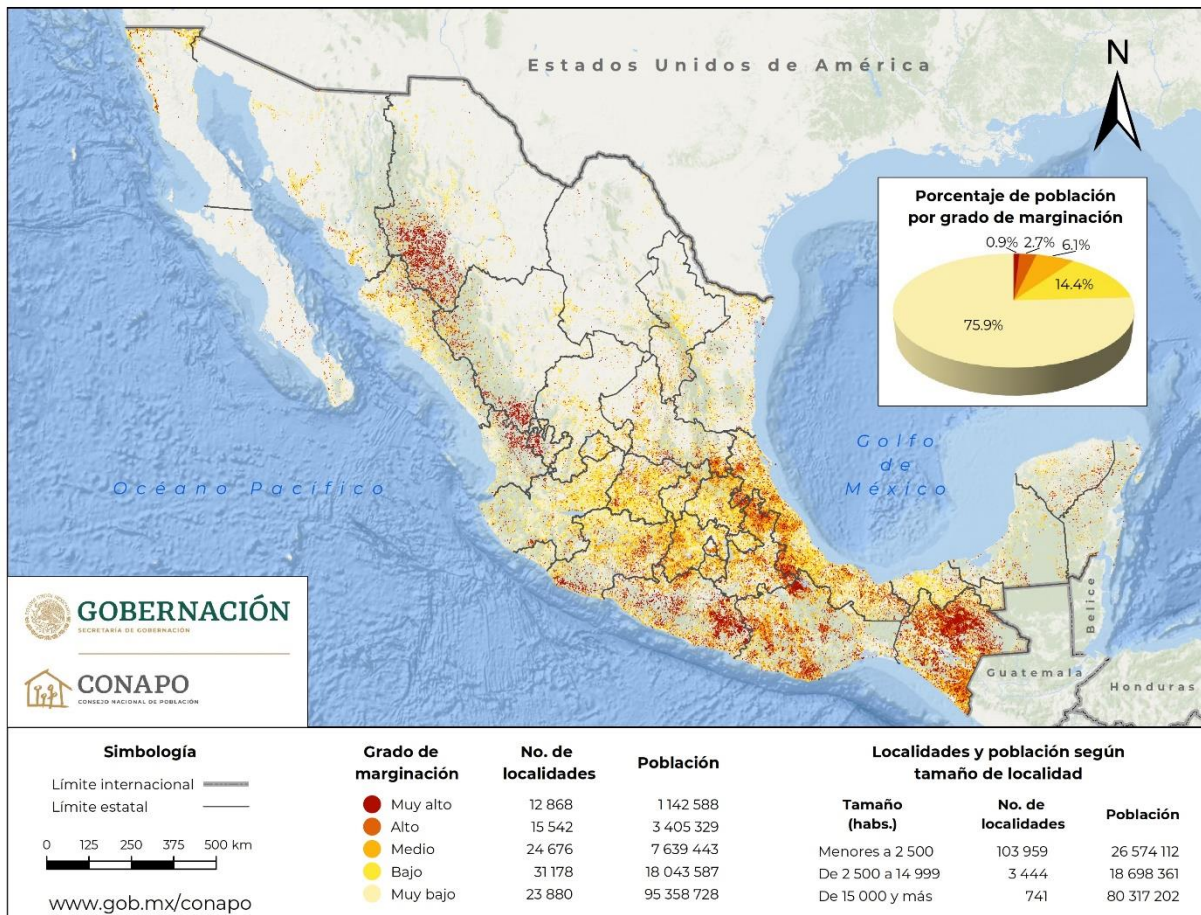 Estados Unidos de América
N
Porcentaje de población
por grado de marginación
0.9% 2.7% 6.1%
14.4%
75.9%
Golfo
de
México
Océano Pacífico
Belice
Guatemala
Honduras
GOBERNACIÓN
SECRETARÍA DE GOBERNACIÓN
CONAPO
CONSEJO NACIONAL DE POBLACIÓN
Simbología
Límite internacional
Límite estatal
0 125 250 375 500 km
www.gob.mx/conapo
Grado de marginación No. de localidades Población
Muy alto 12 868 1 142 588
Alto 15 542 3 405 329
Medio 24 676 7 639 443
Bajo 31 178 18 043 587
Muy bajo 23 880 95 358 728
Localidades y población según
tamaño de localidad
Tamaño (habs.) No. de localidades Población
Menores a 2 500 103 959 26 574 112
De 2 500 a 14 999 3 444 18 698 361
De 15 000 y más 741 80 317 202